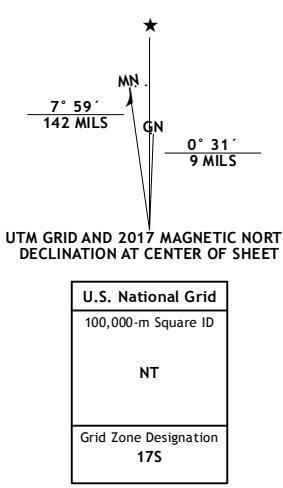 MN
7° 59´
142 MILS
GN
0° 31´
9 MILS
UTM GRID AND 2017 MAGNETIC NORT
DECLINATION AT CENTER OF SHEET
U.S. National Grid
100,000-m Square ID
NT
Grid Zone Designation
17S